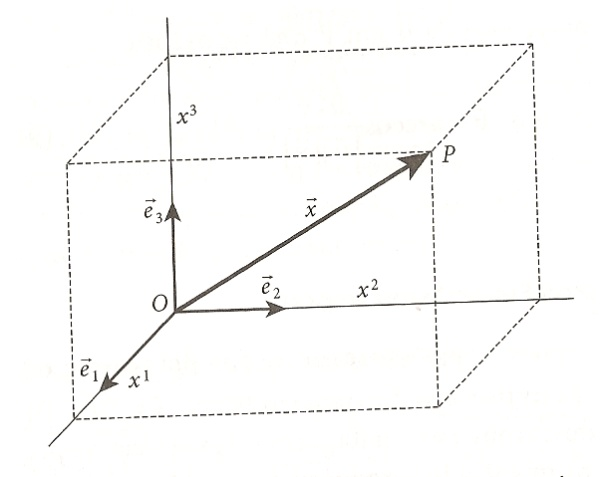 x³
P
e⃗₃
x⃗
O
e⃗₂
x²
e⃗₁
x¹